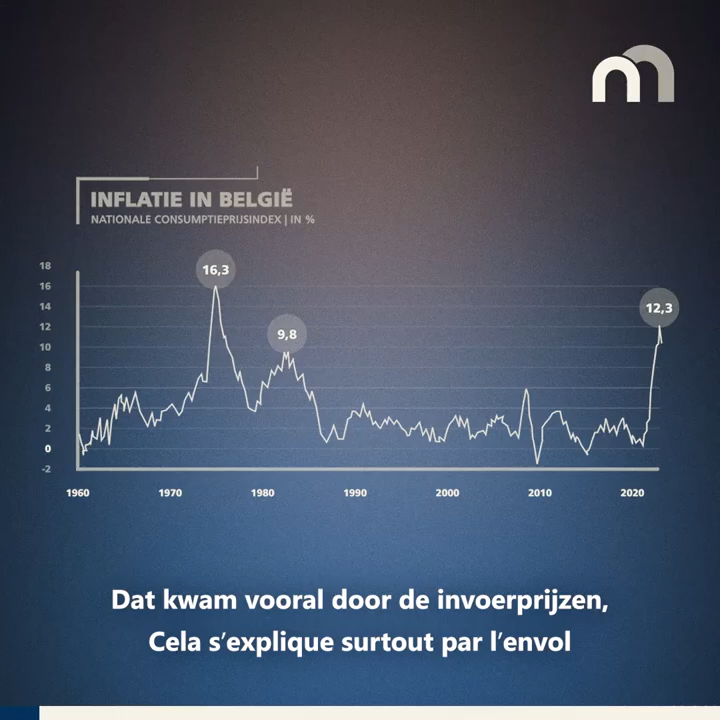 INFLATIE IN BELGIË
NATIONALE CONSUMPTIEPRIJSINDEX | IN %
18
16
14
12
10
8
6
4
2
0
-2
16,3
9,8
12,3
1960 1970 1980 1990 2000 2010 2020
Dat kwam vooral door de invoerprijzen,
Cela s’explique surtout par l’envol